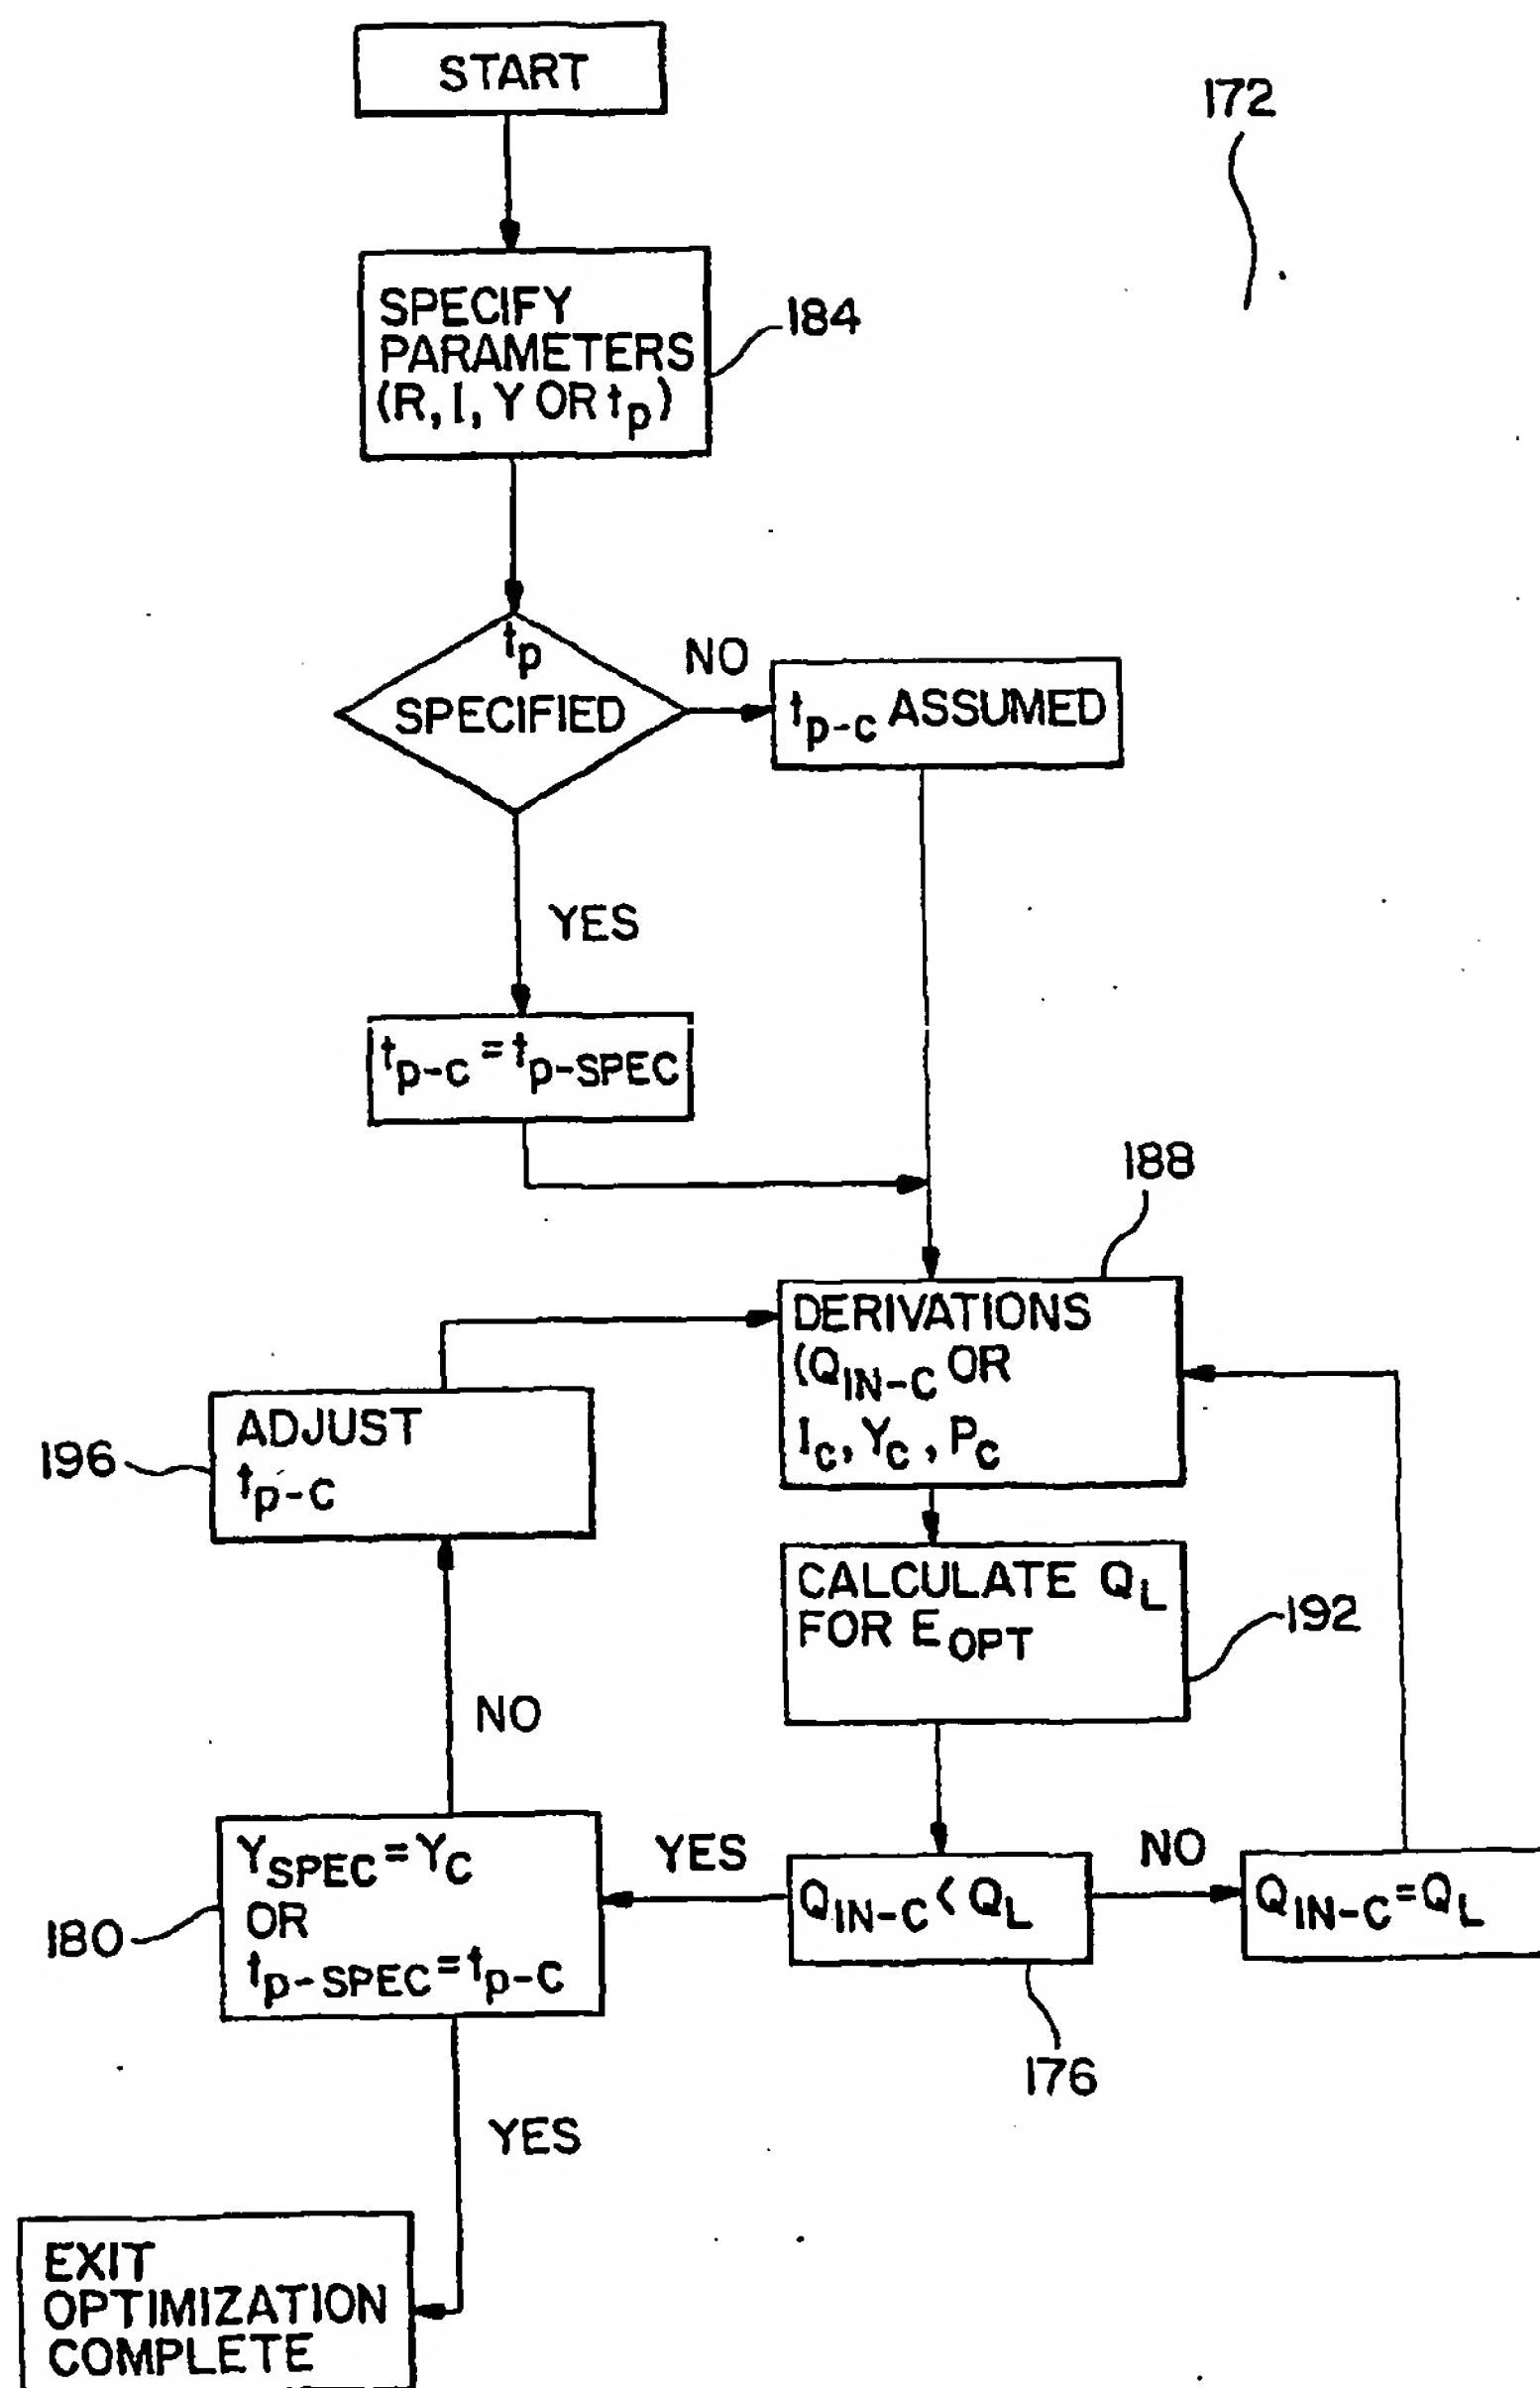 START
172
SPECIFY
PARAMETERS
(R, I, Y OR tp)
184
tp
SPECIFIED
NO
tp-c ASSUMED
YES
tp-c = tp-SPEC
188
DERIVATIONS
(QIN-C OR
IC, YC, PC
ADJUST
tp-C
196
CALCULATE QL
FOR EOPT
192
NO
YSPEC = YC
OR
tp-SPEC = tp-C
180
YES
QIN-C < QL
176
NO
QIN-C = QL
YES
EXIT
OPTIMIZATION
COMPLETE